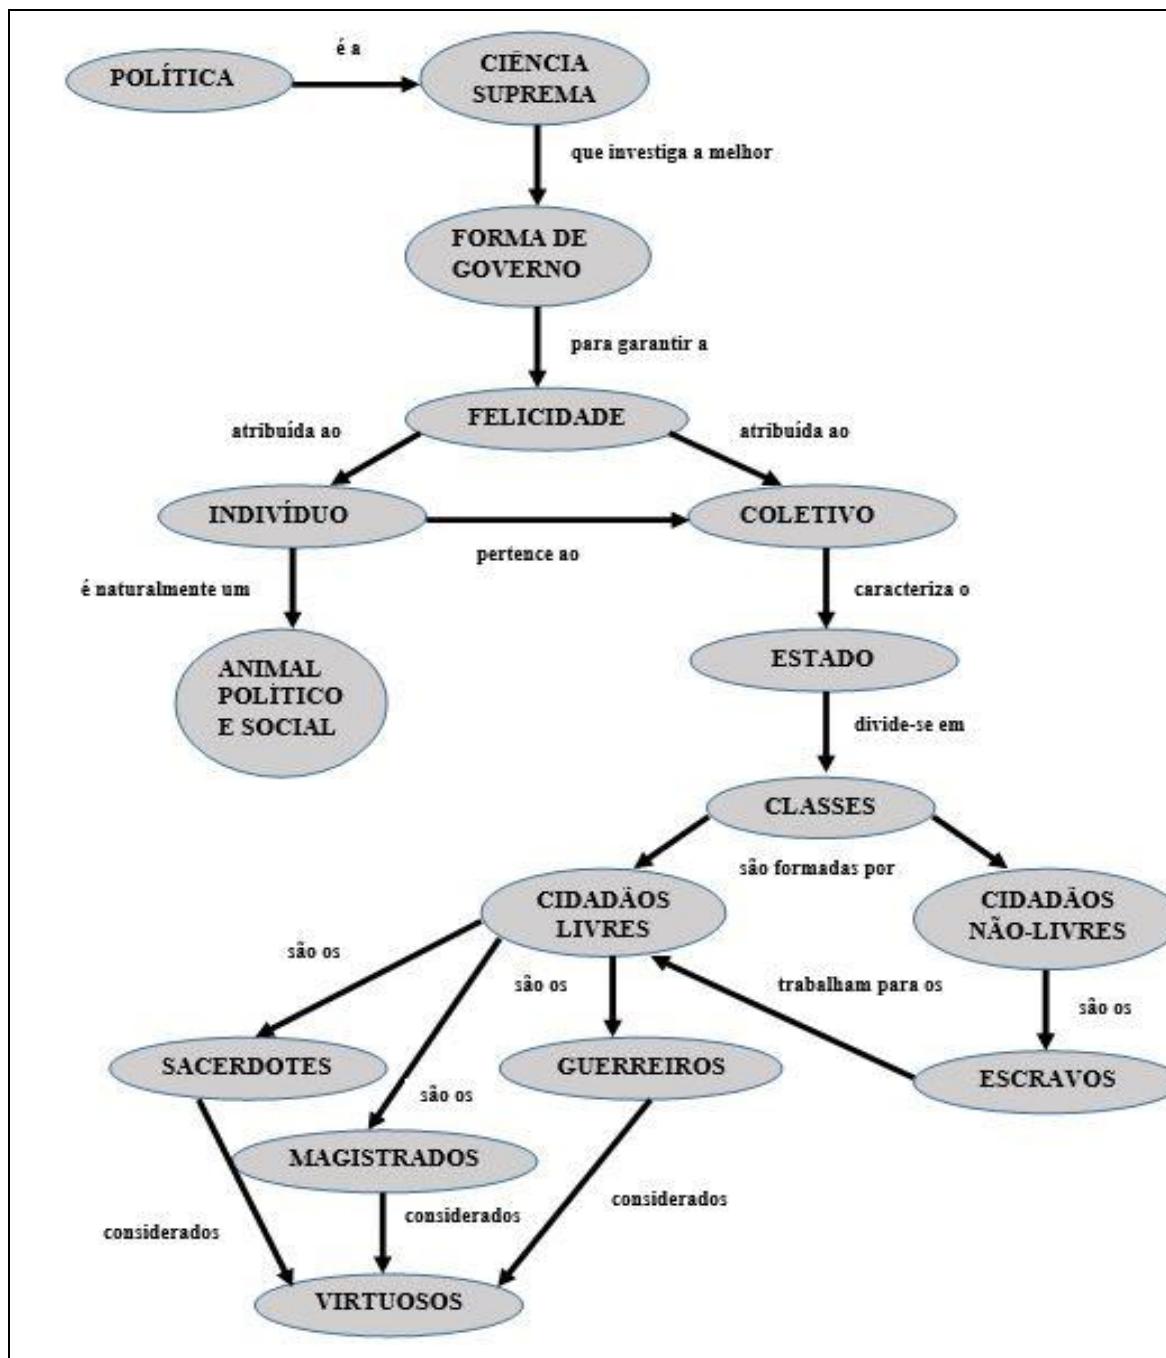 é a
POLÍTICA
CIÊNCIA
SUPREMA
que investiga a melhor
FORMA DE
GOVERNO
para garantir a
FELICIDADE
atribuída ao
atribuída ao
INDIVÍDUO
COLETIVO
pertence ao
é naturalmente um
caracteriza o
ANIMAL
POLÍTICO
E SOCIAL
ESTADO
divide-se em
CLASSES
são formadas por
CIDADÃOS
LIVRES
CIDADÃOS
NÃO-LIVRES
são os
são os
trabalham para os
são os
SACERDOTES
GUERREIROS
ESCRAVOS
são os
MAGISTRADOS
considerados
considerados
considerados
VIRTUOSOS